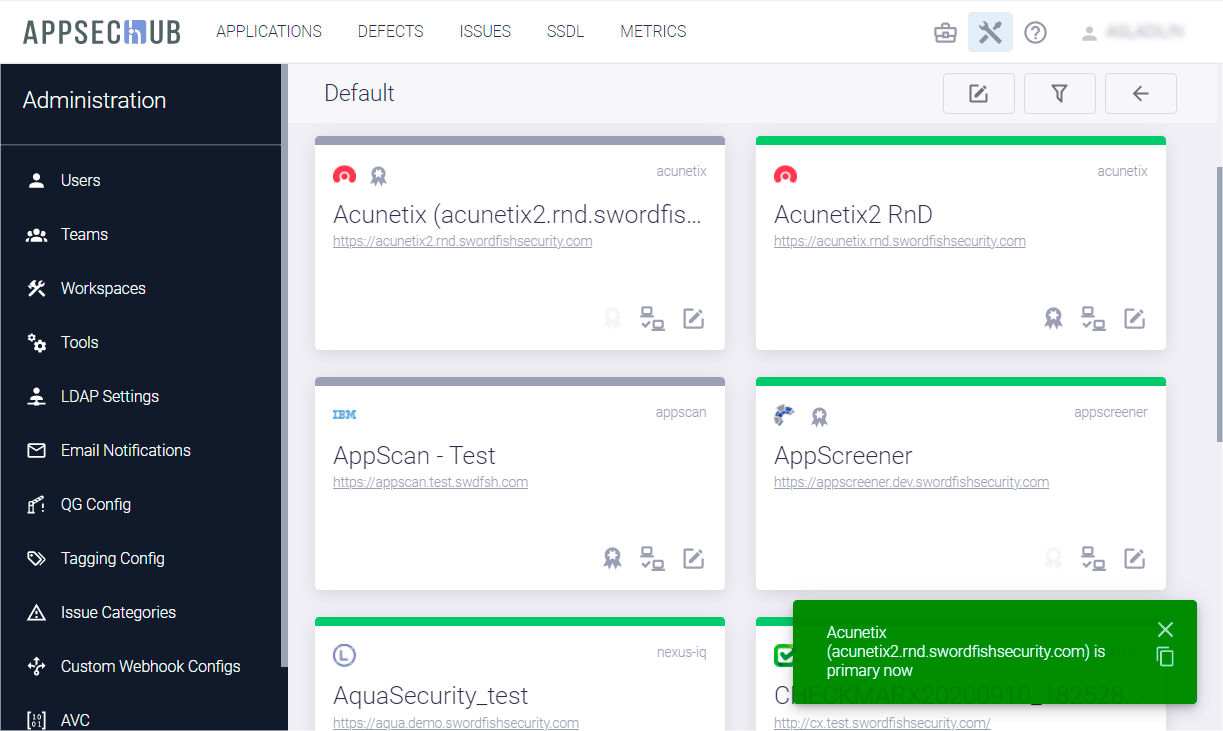 APPSECHUB
APPLICATIONS
DEFECTS
ISSUES
SSDL
METRICS
Administration
Users
Teams
Workspaces
Tools
LDAP Settings
Email Notifications
QG Config
Tagging Config
Issue Categories
Custom Webhook Configs
AVC
Default
acunetix
Acunetix (acunetix2.rnd.swordfis...
https://acunetix2.rnd.swordfishsecurity.com
acunetix
Acunetix2 RnD
https://acunetix.rnd.swordfishsecurity.com
IBM
appscan
AppScan - Test
https://appscan.test.swdfsh.com
appscreener
AppScreener
https://appscreener.dev.swordfishsecurity.com
nexus-iq
AquaSecurity_test
https://aqua.demo.swordfishsecurity.com
CHECKMARX20200910_182528...
http://cx.test.swordfishsecurity.com/
Acunetix
(acunetix2.rnd.swordfishsecurity.com) is
primary now